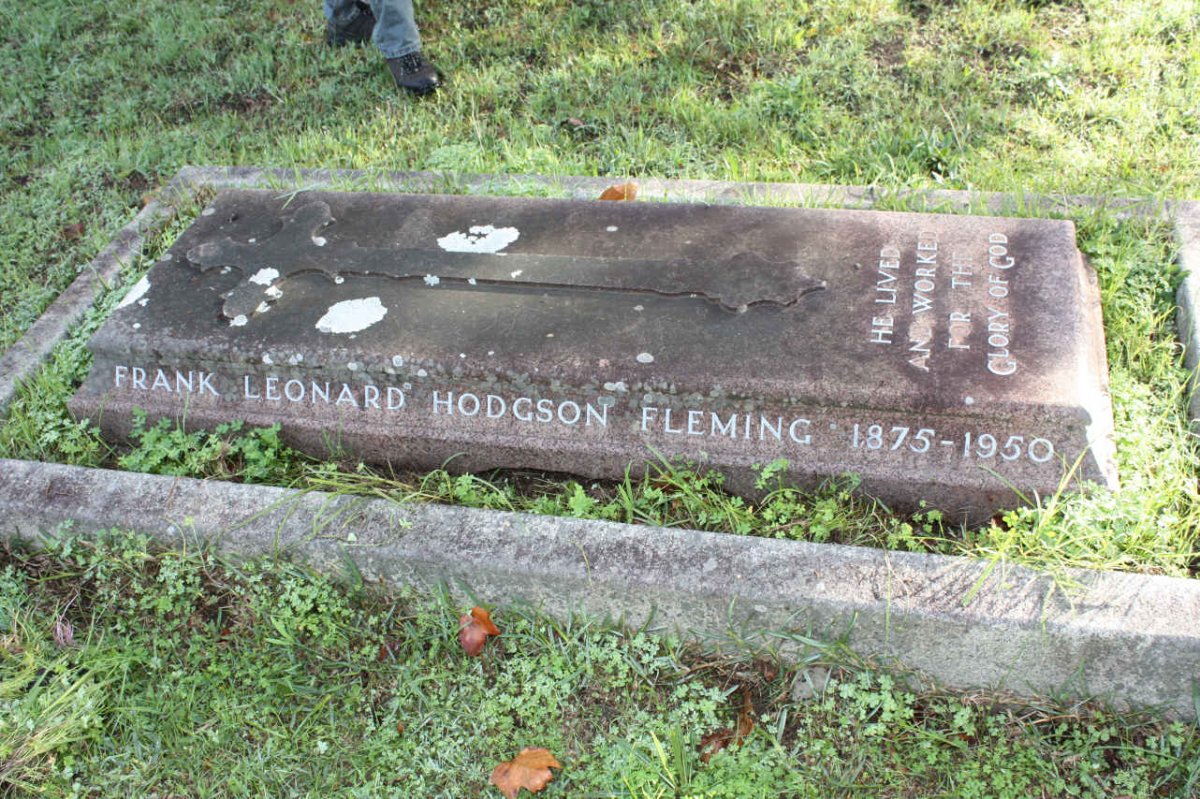 HE LIVED
AND WORKED
FOR THE
GLORY OF GOD
FRANK LEONARD HODGSON FLEMING 1875-1950